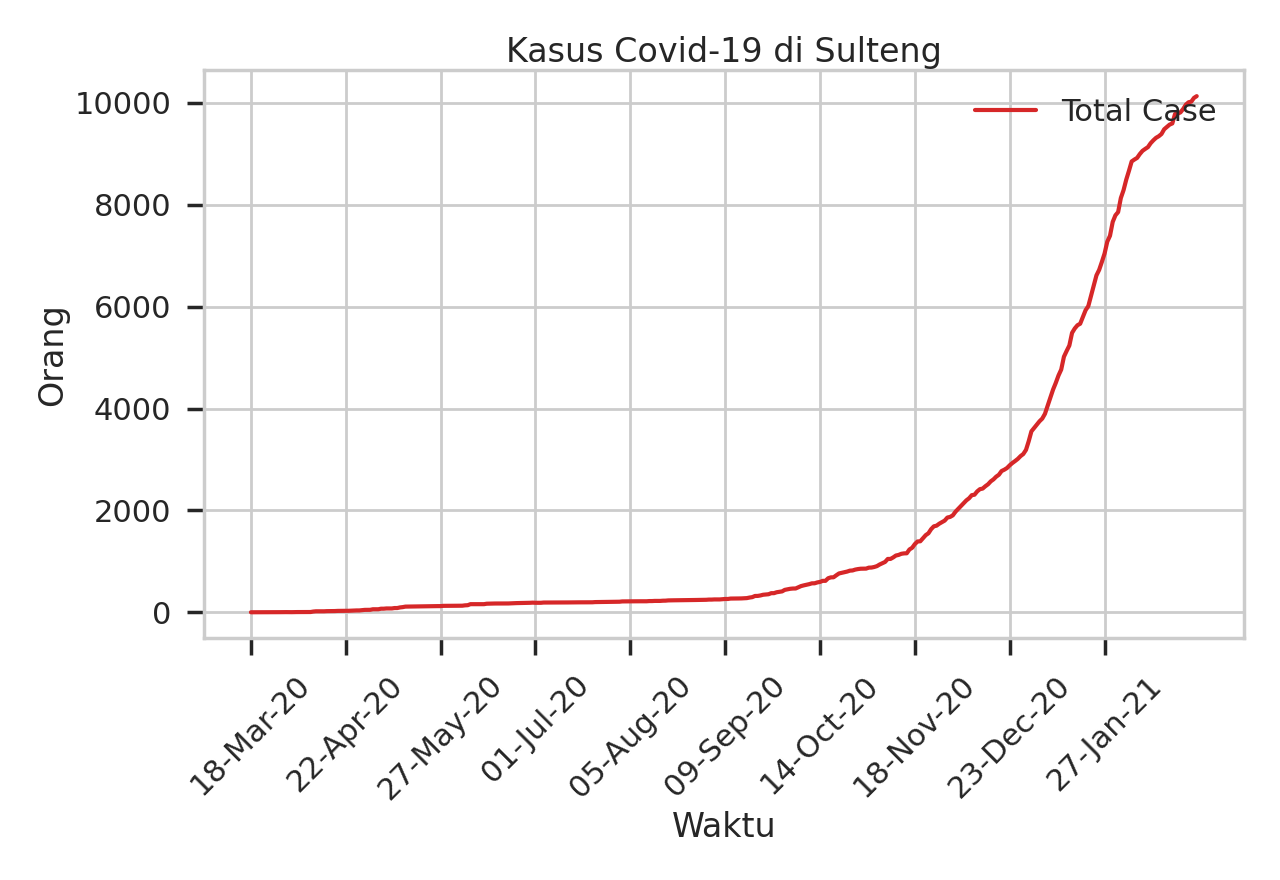 Kasus Covid-19 di Sulteng
Total Case
Orang
10000
8000
6000
4000
2000
0
18-Mar-20
22-Apr-20
27-May-20
01-Jul-20
05-Aug-20
09-Sep-20
14-Oct-20
18-Nov-20
23-Dec-20
27-Jan-21
Waktu